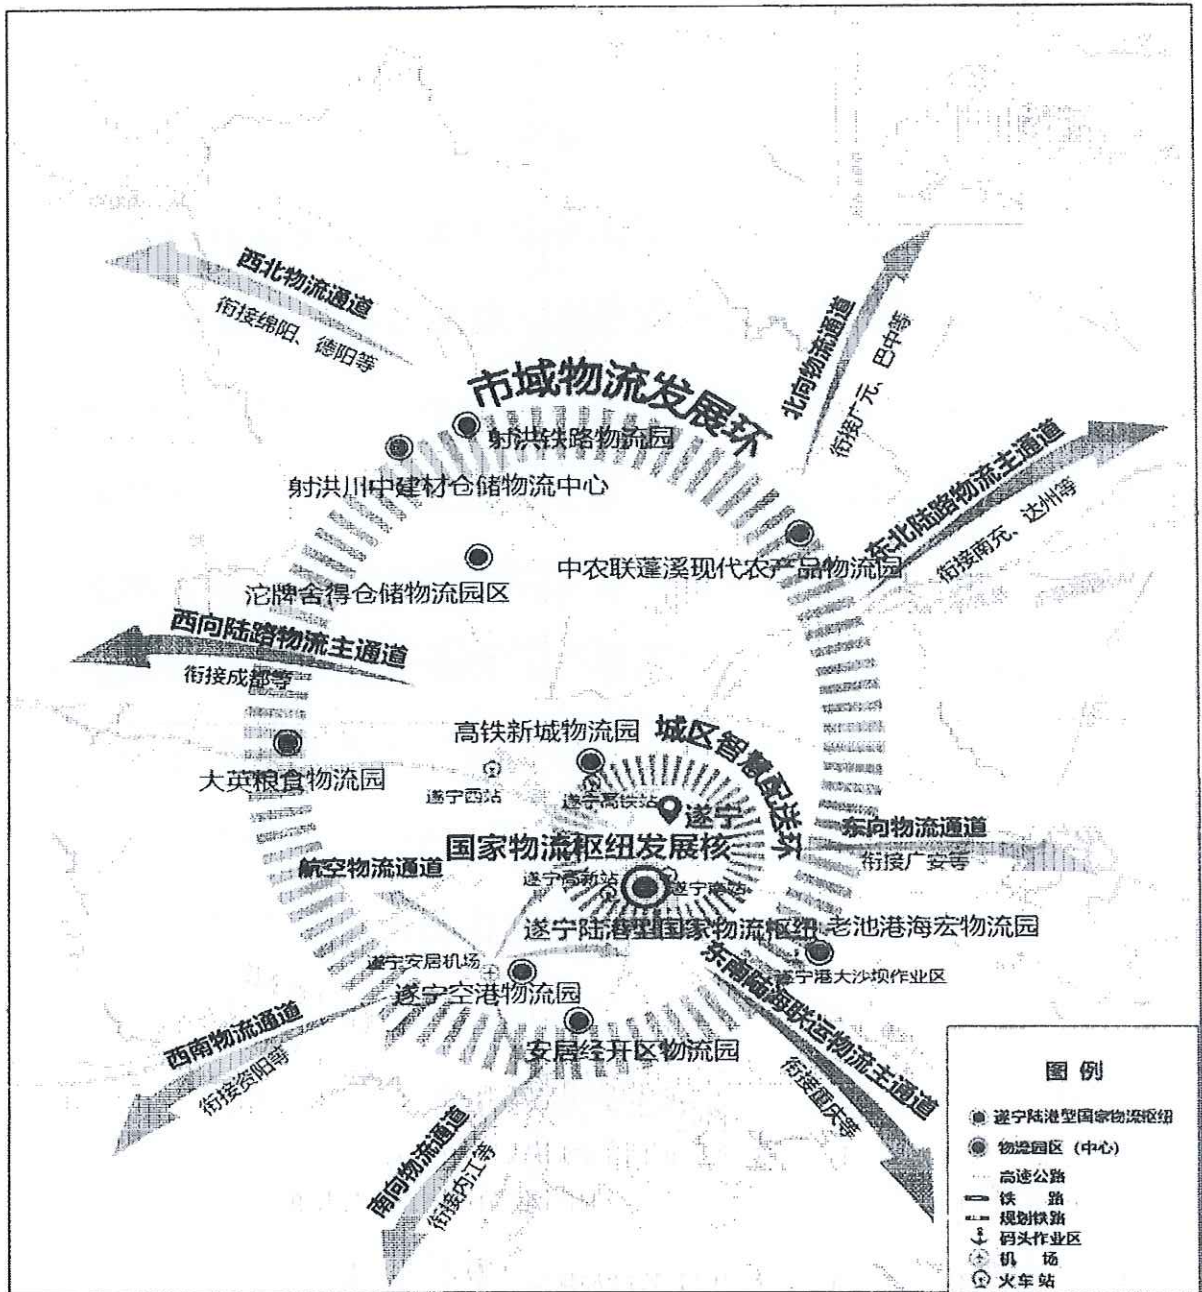 西北物流通道
衔接绵阳、德阳等
北向物流通道
衔接广元、巴中等
市域物流发展环
射洪铁路物流园
射洪川中建材仓储物流中心
东北陆路物流主通道
衔接南充、达州等
中农联蓬溪现代农产品物流园
沱牌舍得仓储物流园区
西向陆路物流主通道
衔接成都等
高铁新城物流园
城区智慧配送环
大英粮食物流园
遂宁西站
遂宁高铁站
遂宁
东向物流通道
衔接广安等
国家物流枢纽发展核
航空物流通道
遂宁高新站
遂宁南站
遂宁陆港型国家物流枢纽
老池港海宏物流园
遂宁安居机场
遂宁港大沙坝作业区
遂宁空港物流园
东南陆海联运物流主通道
衔接重庆等
安居经开区物流园
西南物流通道
衔接资阳等
南向物流通道
衔接内江等
图 例
遂宁陆港型国家物流枢纽
物流园区（中心）
高速公路
铁 路
规划铁路
码头作业区
机 场
火车站